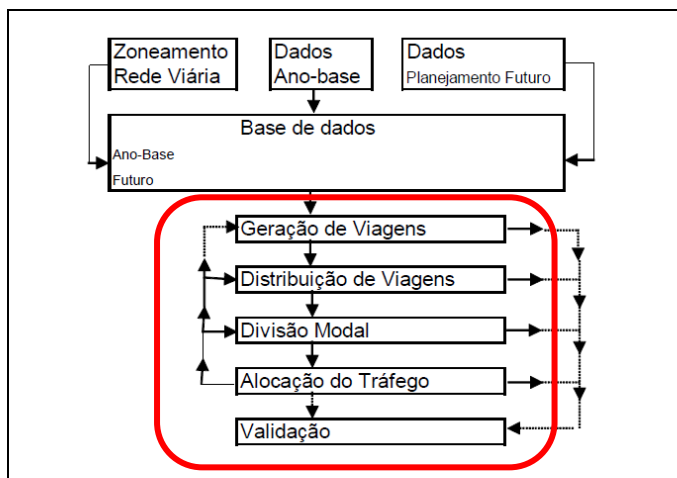 Zoneamento
Rede Viária
Dados
Ano-base
Dados
Planejamento Futuro
Base de dados
Ano-Base
Futuro
Geração de Viagens
Distribuição de Viagens
Divisão Modal
Alocação do Tráfego
Validação